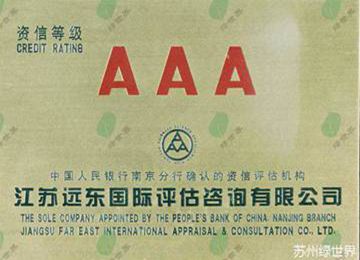 资信等级
CREDIT RATING
AAA
中国人民银行南京分行确认的资信评估机构
江苏远东国际评估咨询有限公司
THE SOLE COMPANY APPOINTED BY THE PEOPLE'S BANK OF CHINA NANJING BRANCH
JIANGSU FAR EAST INTERNATIONAL APPRAISAL & CONSULTATION CO., LTD.
苏州绿世界